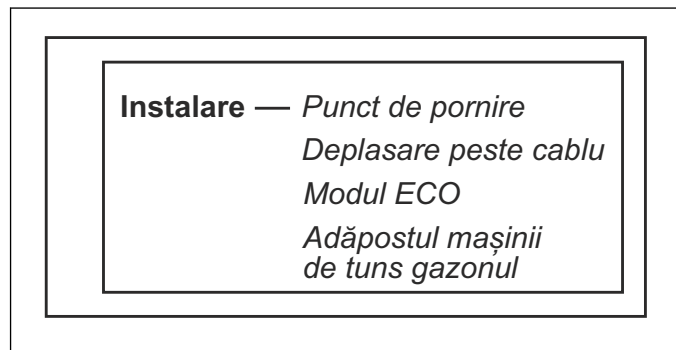 Instalare — Punct de pornire
Deplasare peste cablu
Modul ECO
Adăpostul mașinii
de tuns gazonul